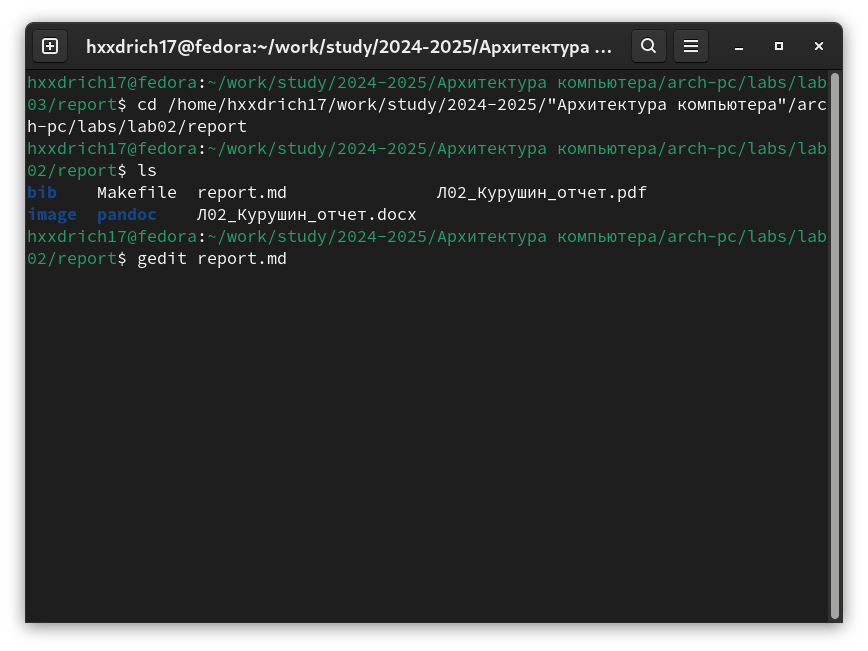 hxxdrich17@fedora:~/work/study/2024-2025/Архитектура ...
hxxdrich17@fedora:~/work/study/2024-2025/Архитектура компьютера/arch-pc/labs/lab
03/report$ cd /home/hxxdrich17/work/study/2024-2025/"Архитектура компьютера"/arc
h-pc/labs/lab02/report
hxxdrich17@fedora:~/work/study/2024-2025/Архитектура компьютера/arch-pc/labs/lab
02/report$ ls
bib    Makefile  report.md               Л02_Курушин_отчет.pdf
image  pandoc    Л02_Курушин_отчет.docx
hxxdrich17@fedora:~/work/study/2024-2025/Архитектура компьютера/arch-pc/labs/lab
02/report$ gedit report.md